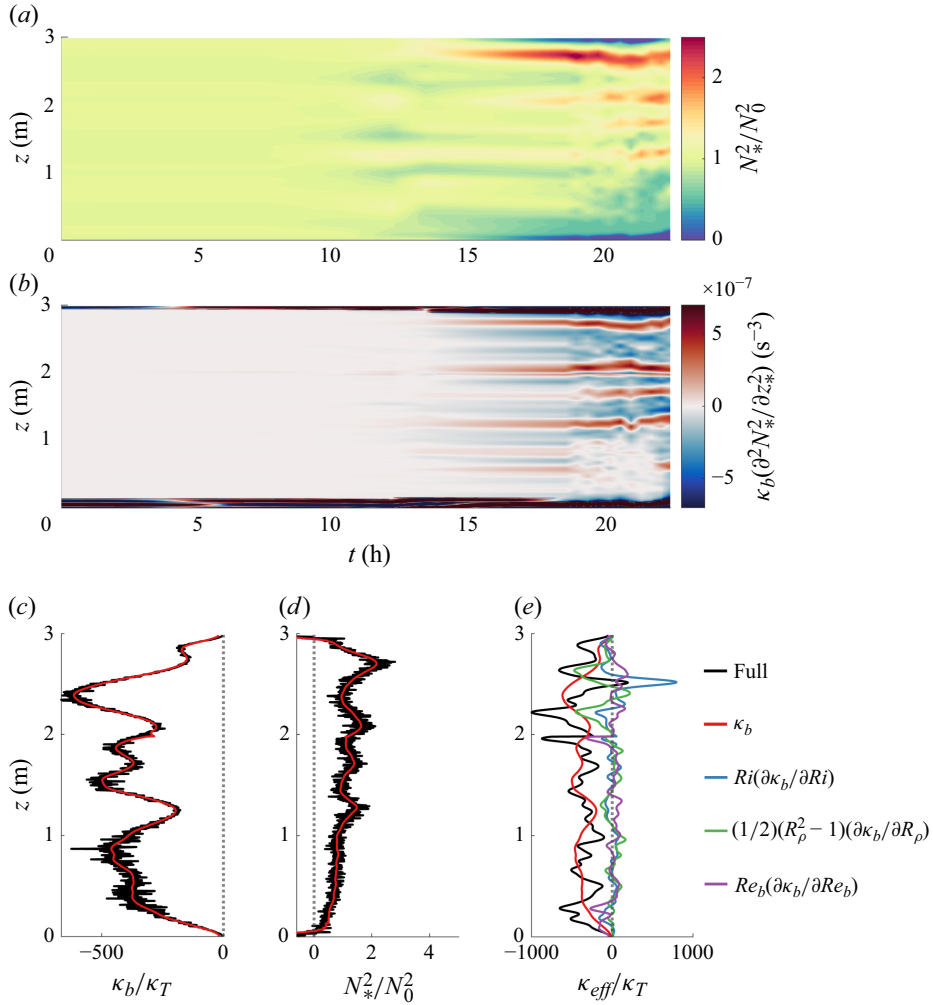 (a)
3
2
1
0
z (m)
5
10
15
20
2
1
0
N_*^2/N_0^2
(b)
×10^−7
3
2
1
0
z (m)
5
10
15
20
t (h)
5
0
−5
κ_b(∂^2N_*^2/∂z_*^2) (s^−3)
(c)
(d)
(e)
3
2
1
0
z (m)
−500
0
κ_b/κ_T
3
2
1
0
0
2
4
N_*^2/N_0^2
3
2
1
0
−1000
0
1000
κ_eff/κ_T
Full
κ_b
Ri(∂κ_b/∂Ri)
(1/2)(R_ρ^2 − 1)(∂κ_b/∂R_ρ)
Re_b(∂κ_b/∂Re_b)